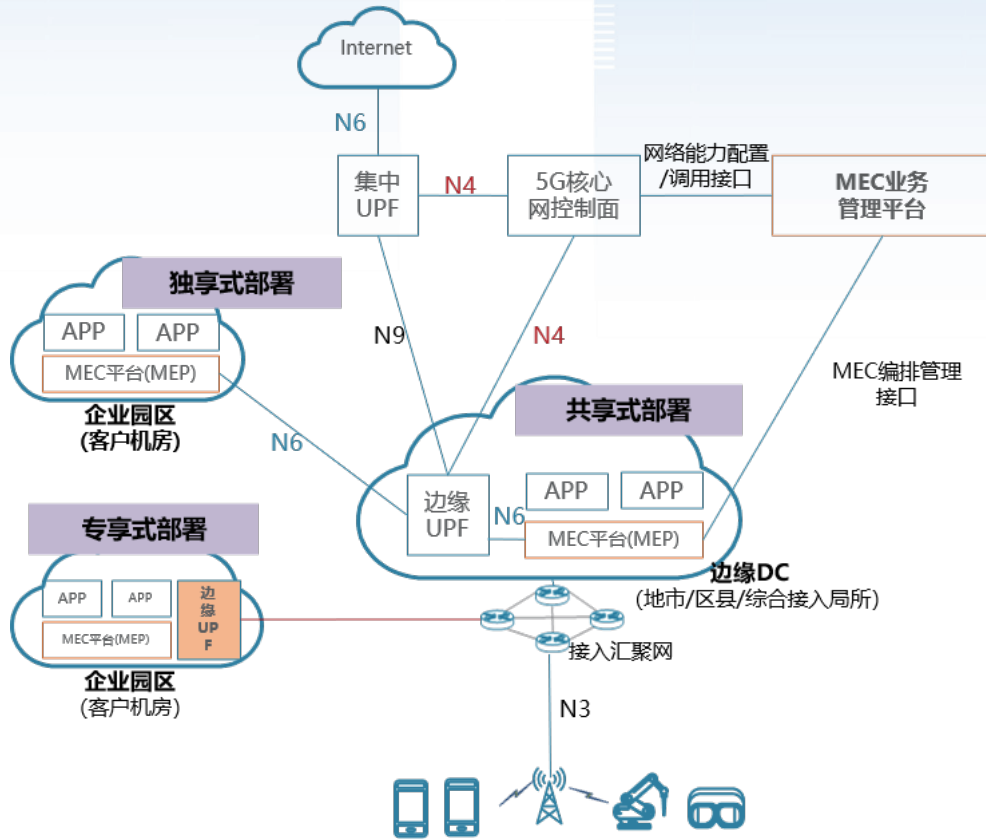 Internet
N6
集中
UPF
N4
5G核心
网控制面
网络能力配置
/调用接口
MEC业务
管理平台
独享式部署
APP
APP
MEC平台(MEP)
企业园区
(客户机房)
N9
N4
MEC编排管理
接口
N6
共享式部署
边缘
UPF
N6
APP
APP
MEC平台(MEP)
边缘DC
(地市/区县/综合接入局所)
专享式部署
APP
APP
MEC平台(MEP)
边
缘
UP
F
企业园区
(客户机房)
接入汇聚网
N3